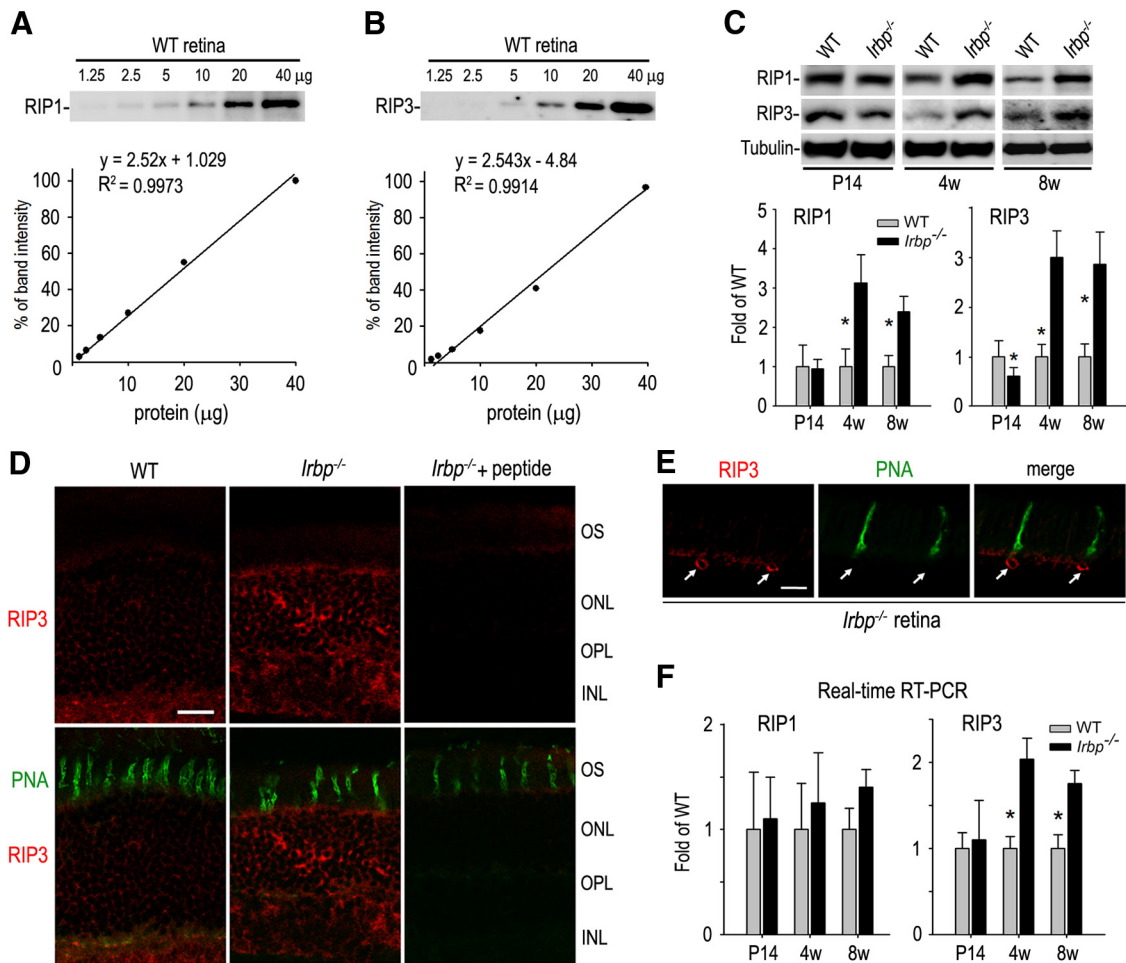 A
WT retina
1.25 2.5 5 10 20 40 μg
RIP1-
y = 2.52x + 1.029
R² = 0.9973
100
80
60
40
20
0
% of band intensity
10 20 30 40
protein (μg)
B
WT retina
1.25 2.5 5 10 20 40 μg
RIP3-
y = 2.543x - 4.84
R² = 0.9914
100
80
60
40
20
0
% of band intensity
10 20 30 40
protein (μg)
C
WT Irbp-/- WT Irbp-/- WT Irbp-/-
RIP1-
RIP3-
Tubulin-
P14 4w 8w
RIP1
WT
Irbp-/-
5
4
3
2
1
0
Fold of WT
* *
P14 4w 8w
RIP3
3
2
1
0
* * *
P14 4w 8w
D
WT Irbp-/- Irbp-/- + peptide
RIP3
OS
ONL
OPL
INL
PNA
RIP3
OS
ONL
OPL
INL
E
RIP3 PNA merge
Irbp-/- retina
F
Real-time RT-PCR
RIP1
2
1
0
Fold of WT
P14 4w 8w
RIP3
WT
Irbp-/-
3
2
1
0
* *
P14 4w 8w